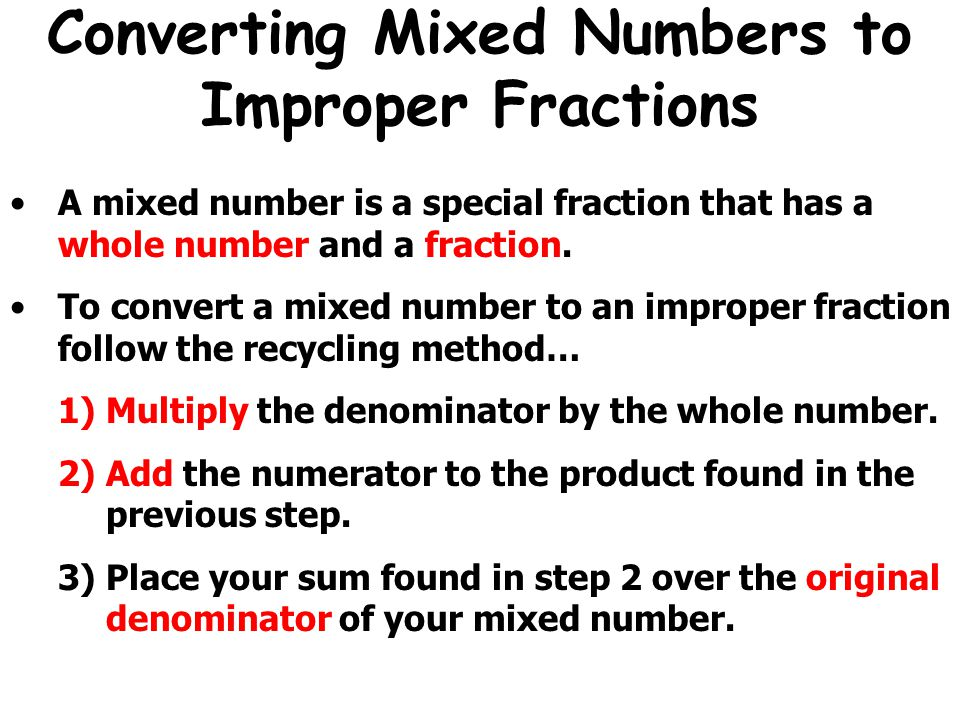 Converting Mixed Numbers to
Improper Fractions
• A mixed number is a special fraction that has a
whole number and a fraction.
• To convert a mixed number to an improper fraction
follow the recycling method…
1) Multiply the denominator by the whole number.
2) Add the numerator to the product found in the
previous step.
3) Place your sum found in step 2 over the original
denominator of your mixed number.